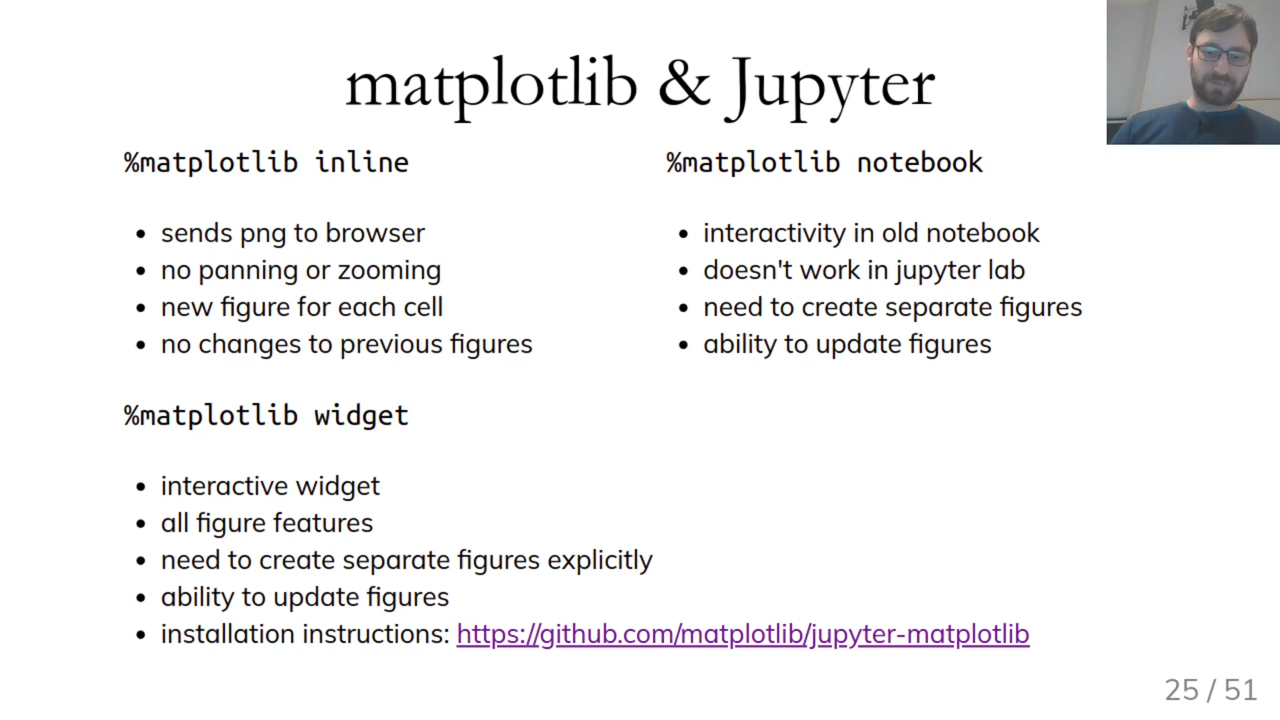 matplotlib & Jupyter
%matplotlib inline
• sends png to browser
• no panning or zooming
• new figure for each cell
• no changes to previous figures
%matplotlib notebook
• interactivity in old notebook
• doesn't work in jupyter lab
• need to create separate figures
• ability to update figures
%matplotlib widget
• interactive widget
• all figure features
• need to create separate figures explicitly
• ability to update figures
• installation instructions: https://github.com/matplotlib/jupyter-matplotlib
25 / 51